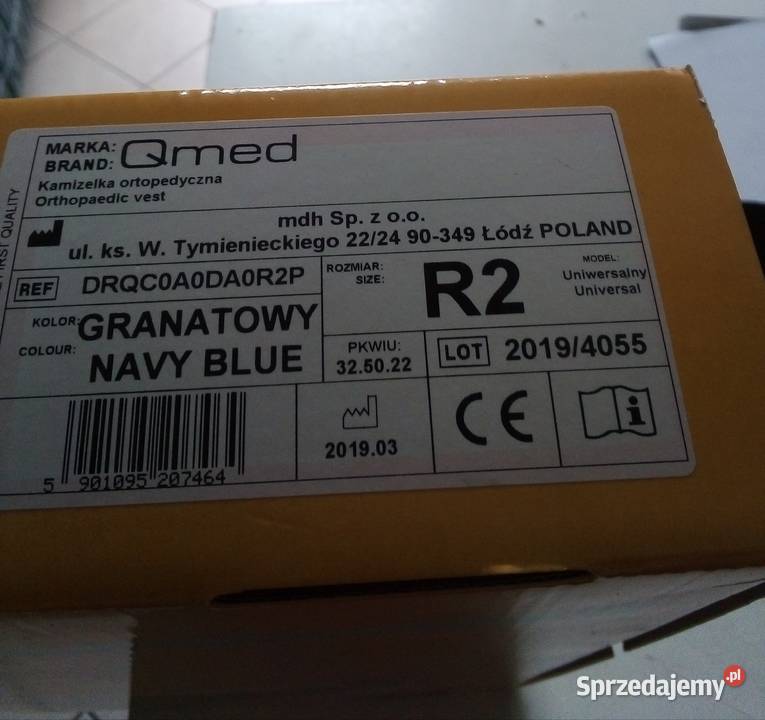 MARKA:
BRAND: Qmed
Kamizelka ortopedyczna
Orthopaedic vest
FIRST QUALITY
mdh Sp. z o.o.
ul. ks. W. Tymienieckiego 22/24 90-349 Łódź POLAND
REF DRQC0A0DA0R2P
ROZMIAR:
SIZE: R2
MODEL:
Uniwersalny
Universal
KOLOR: GRANATOWY
COLOUR: NAVY BLUE
PKWIU:
32.50.22
LOT 2019/4055
5 901095 207464
2019.03
CE
i
Sprzedajemy.pl